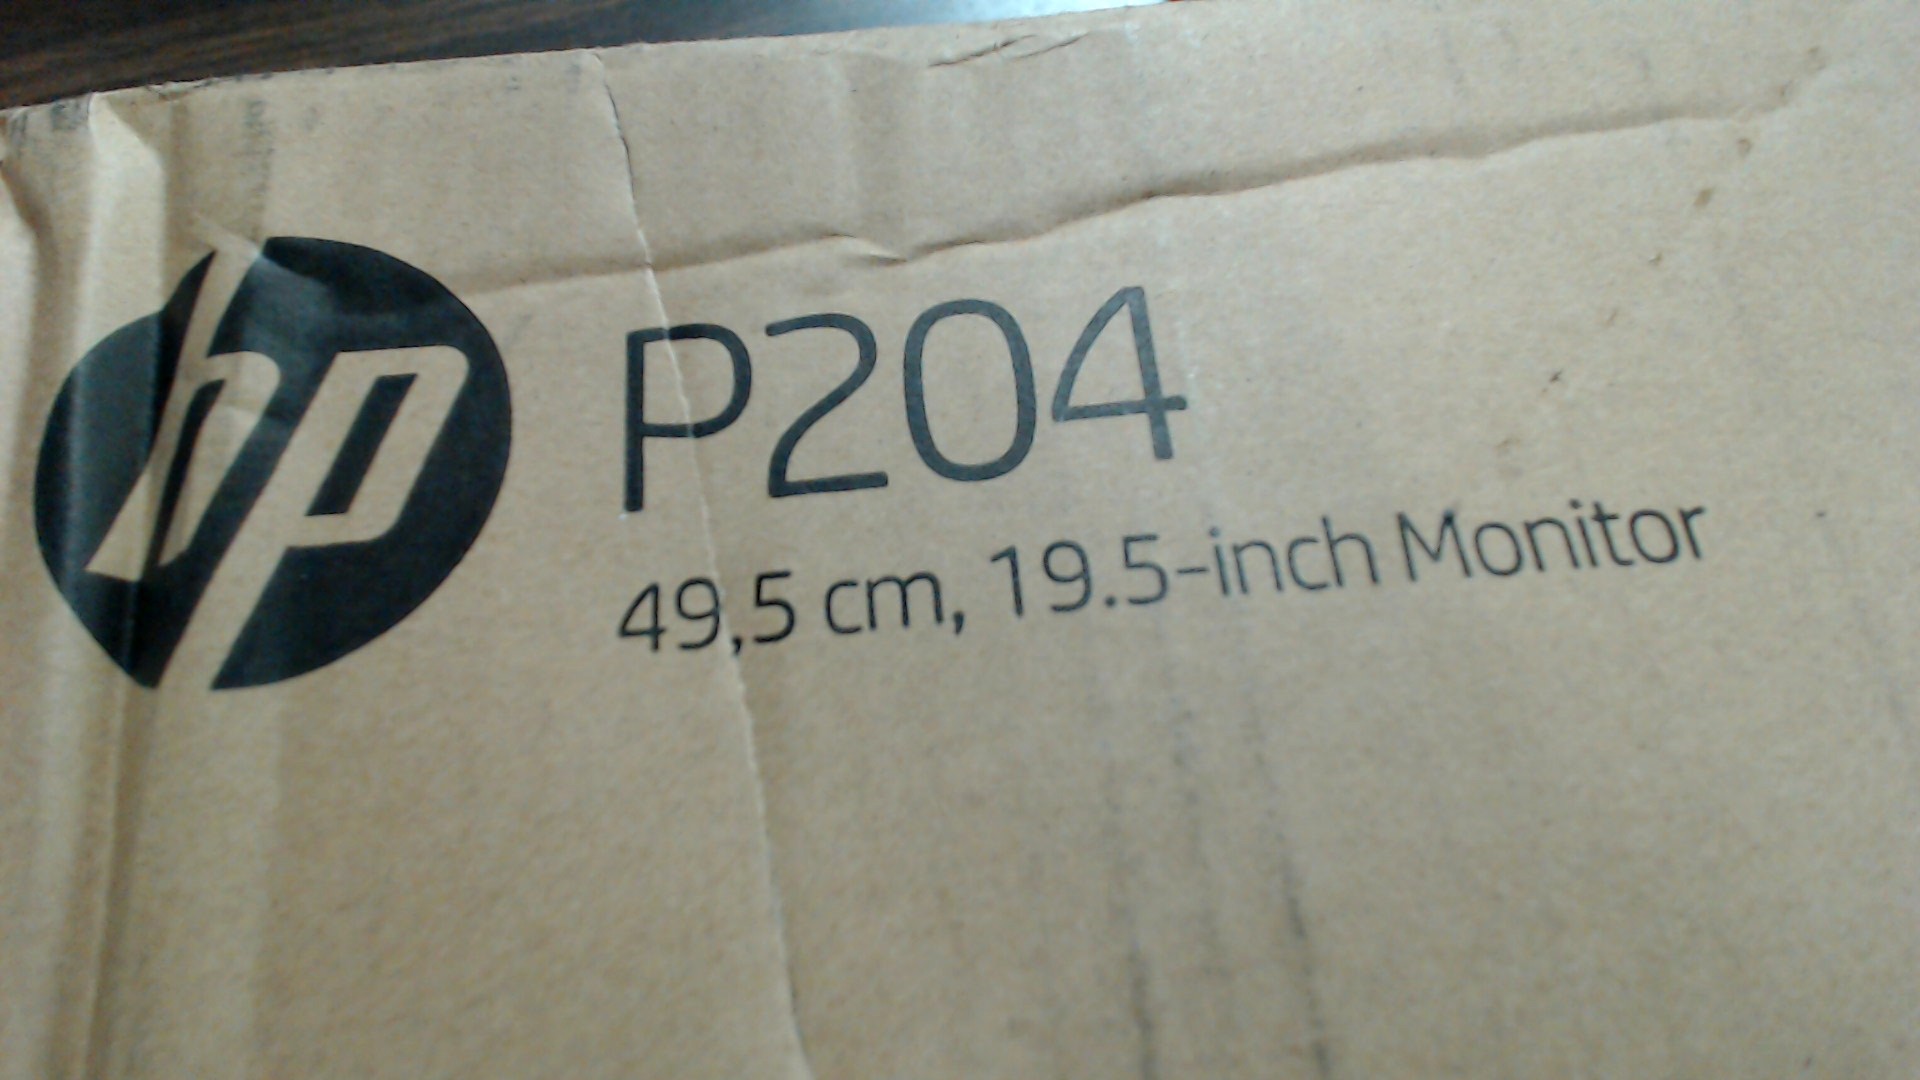 hp
P204
49,5 cm, 19.5-inch Monitor